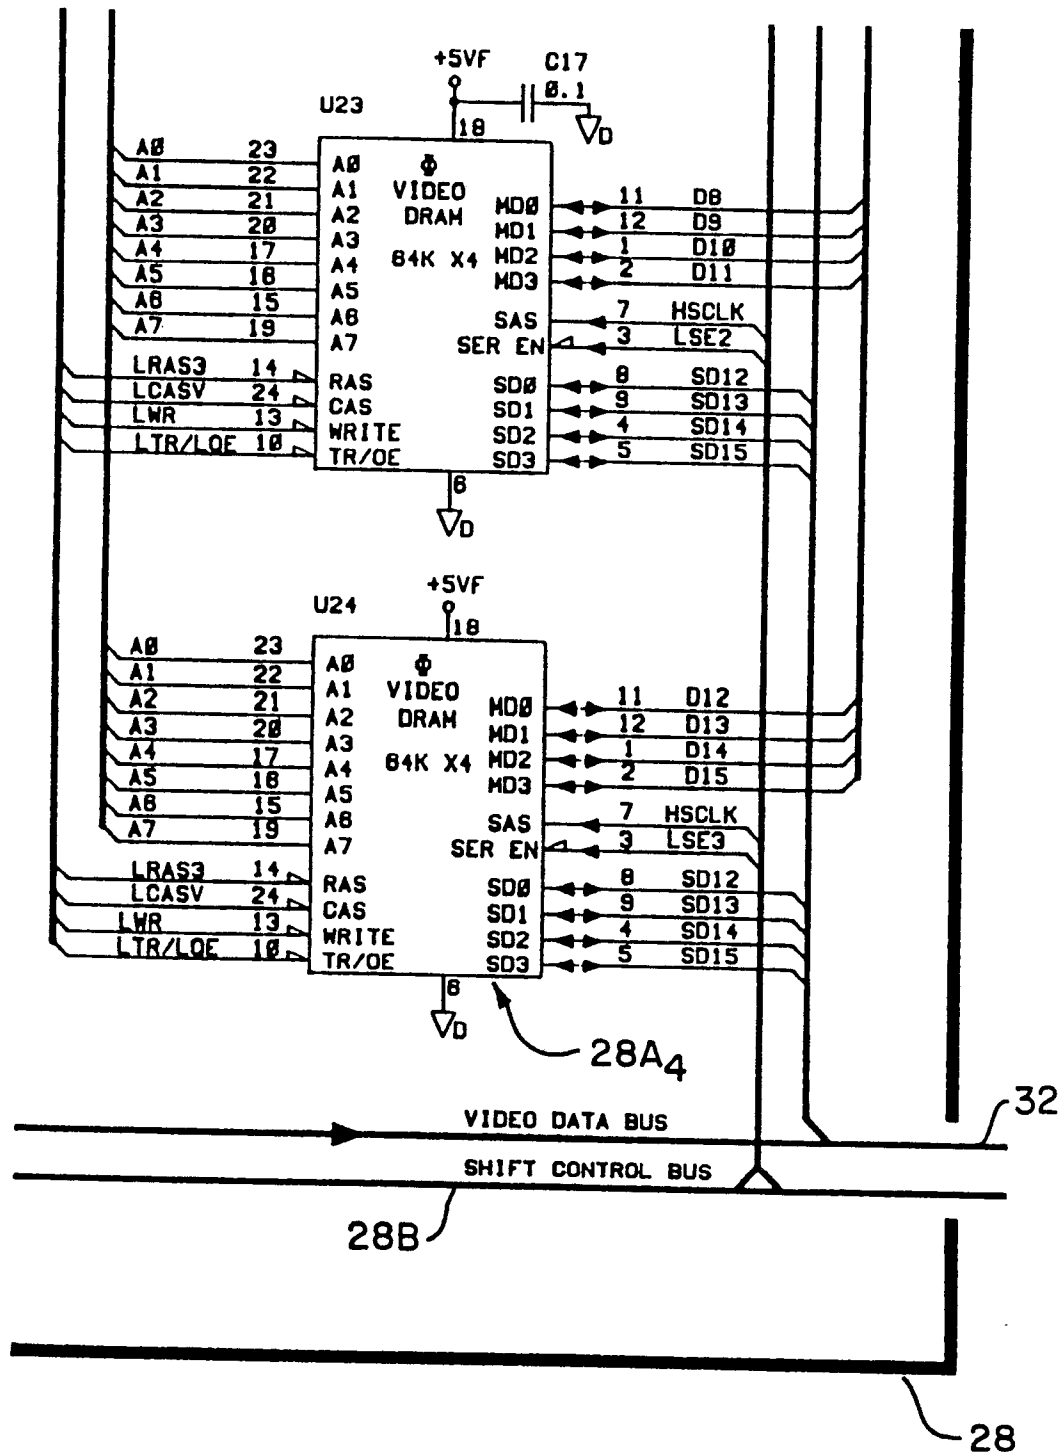 +5VF C17
0.1
U23
18
D
A0 23 A0 Φ
A1 22 A1 VIDEO
A2 21 A2 DRAM MD0 11 D8
A3 20 A3 MD1 12 D9
A4 17 A4 64K X4 MD2 1 D10
A5 16 A5 MD3 2 D11
A6 15 A6 SAS 7 HSCLK
A7 19 A7 SER EN 3 LSE2
LRAS3 14 RAS SD0 8 SD12
LCASV 24 CAS SD1 9 SD13
LWR 13 WRITE SD2 4 SD14
LTR/LOE 10 TR/OE SD3 5 SD15
6
D
+5VF
U24
18
A0 23 A0 Φ
A1 22 A1 VIDEO
A2 21 A2 DRAM MD0 11 D12
A3 20 A3 MD1 12 D13
A4 17 A4 64K X4 MD2 1 D14
A5 16 A5 MD3 2 D15
A6 15 A6 SAS 7 HSCLK
A7 19 A7 SER EN 3 LSE3
LRAS3 14 RAS SD0 8 SD12
LCASV 24 CAS SD1 9 SD13
LWR 13 WRITE SD2 4 SD14
LTR/LOE 10 TR/OE SD3 5 SD15
6
D
28A4
32
VIDEO DATA BUS
SHIFT CONTROL BUS
28B
28